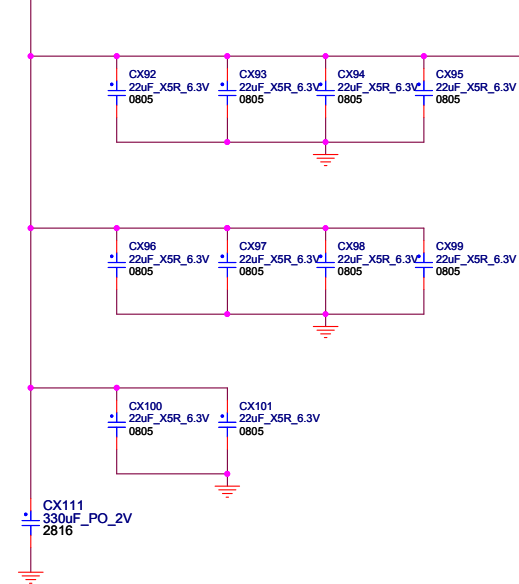 CX92
22uF_X5R_6.3V
0805
CX93
22uF_X5R_6.3V
0805
CX94
22uF_X5R_6.3V
0805
CX95
22uF_X5R_6.3V
0805
CX96
22uF_X5R_6.3V
0805
CX97
22uF_X5R_6.3V
0805
CX98
22uF_X5R_6.3V
0805
CX99
22uF_X5R_6.3V
0805
CX100
22uF_X5R_6.3V
0805
CX101
22uF_X5R_6.3V
0805
CX111
330uF_PO_2V
2816